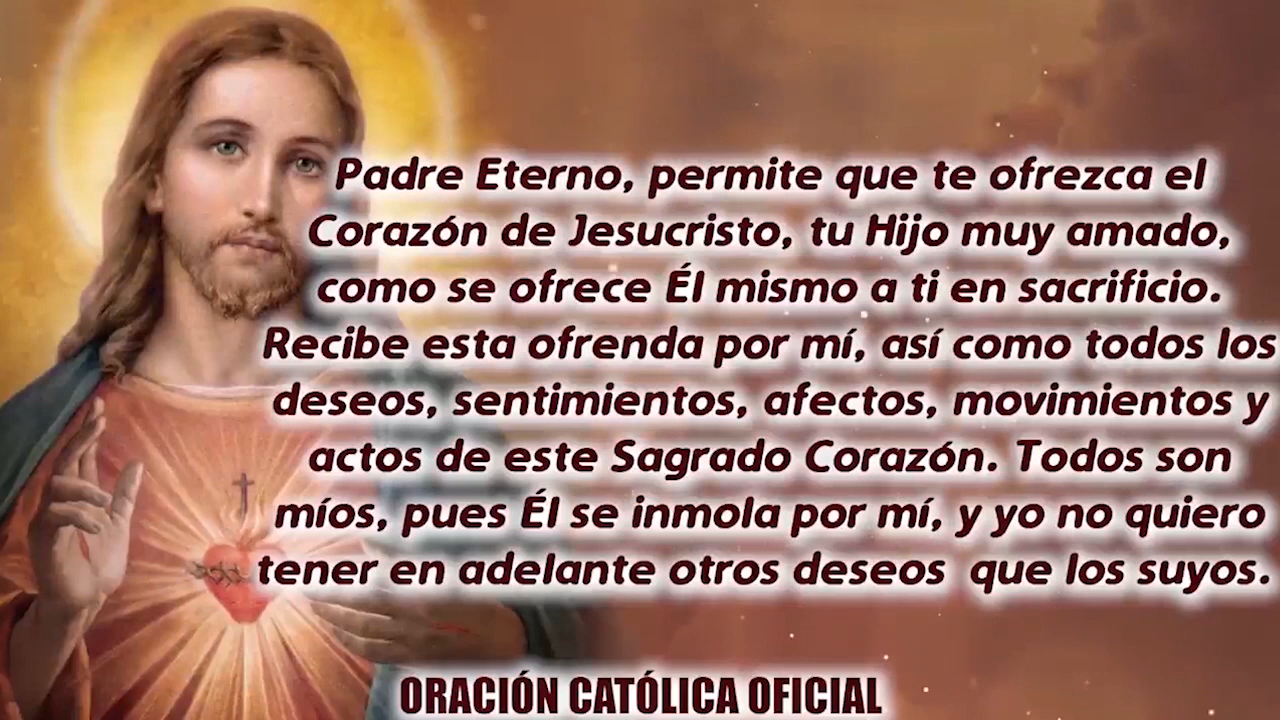 Padre Eterno, permite que te ofrezca el
Corazón de Jesucristo, tu Hijo muy amado,
como se ofrece Él mismo a ti en sacrificio.
Recibe esta ofrenda por mí, así como todos los
deseos, sentimientos, afectos, movimientos y
actos de este Sagrado Corazón. Todos son
míos, pues Él se inmola por mí, y yo no quiero
tener en adelante otros deseos que los suyos.
ORACIÓN CATÓLICA OFICIAL